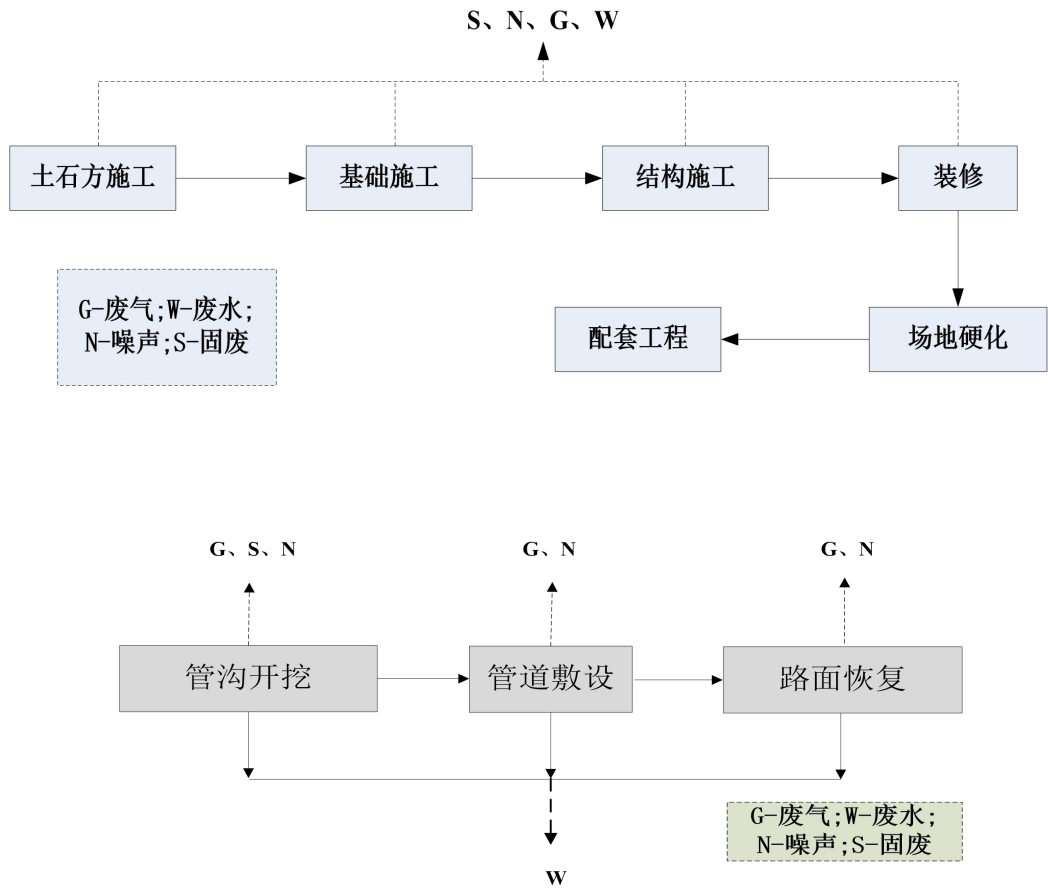 S、N、G、W
土石方施工
基础施工
结构施工
装修
G-废气;W-废水;
N-噪声;S-固废
配套工程
场地硬化
G、S、N
G、N
G、N
管沟开挖
管道敷设
路面恢复
G-废气;W-废水;
N-噪声;S-固废
W